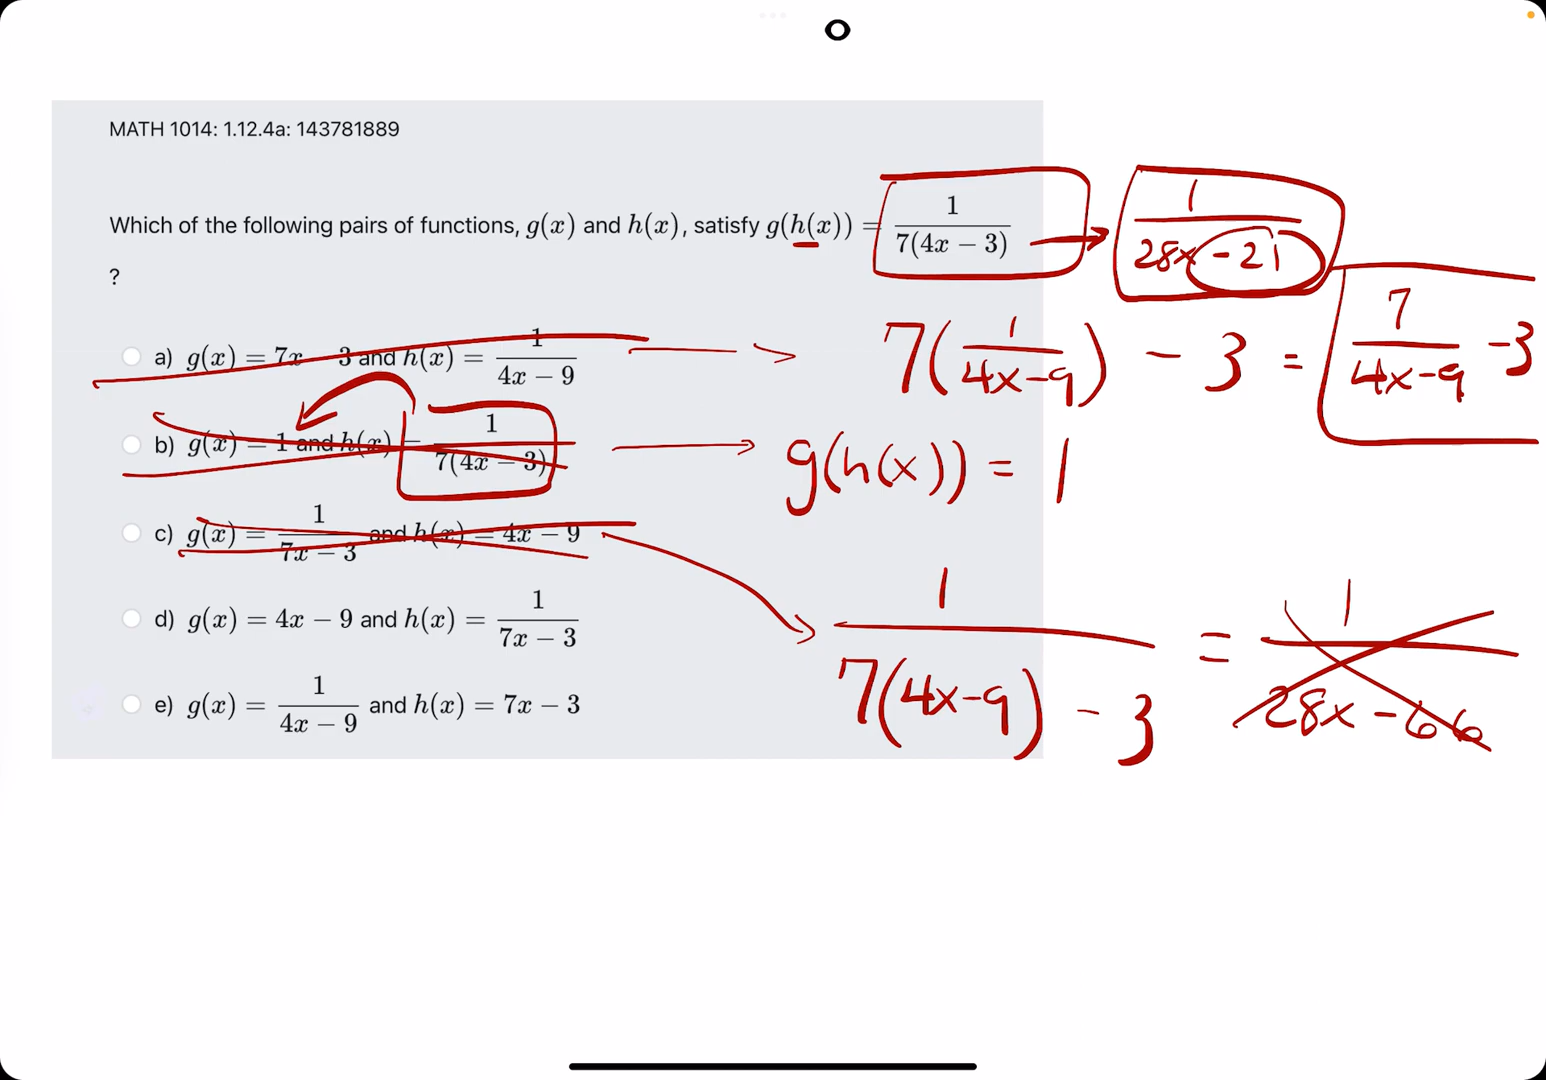 MATH 1014: 1.12.4a: 143781889
Which of the following pairs of functions, g(x) and h(x), satisfy g(h(x)) = 1/(7(4x − 3))
?
→ 1/(28x − 21)
a) g(x) = 7x − 3 and h(x) = 1/(4x − 9)
→ 7(1/(4x−9)) − 3 = 7/(4x−9) − 3
b) g(x) = 1 and h(x) = 1/(7(4x − 3))
→ g(h(x)) = 1
c) g(x) = 1/(7x − 3) and h(x) = 4x − 9
→ 1/(7(4x−9) − 3) = 1/(28x − 66)
d) g(x) = 4x − 9 and h(x) = 1/(7x − 3)
e) g(x) = 1/(4x − 9) and h(x) = 7x − 3